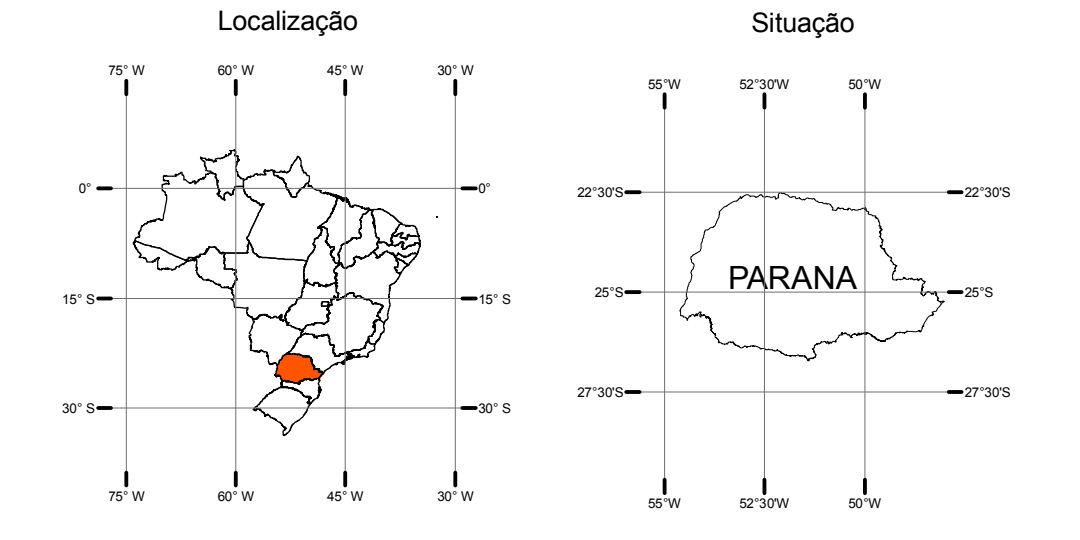 Localização
Situação
75° W 60° W 45° W 30° W
55°W 52°30'W 50°W
0° 0°
22°30'S 22°30'S
PARANA
25°S 25°S
15° S 15° S
27°30'S 27°30'S
30° S 30° S
75° W 60° W 45° W 30° W
55°W 52°30'W 50°W